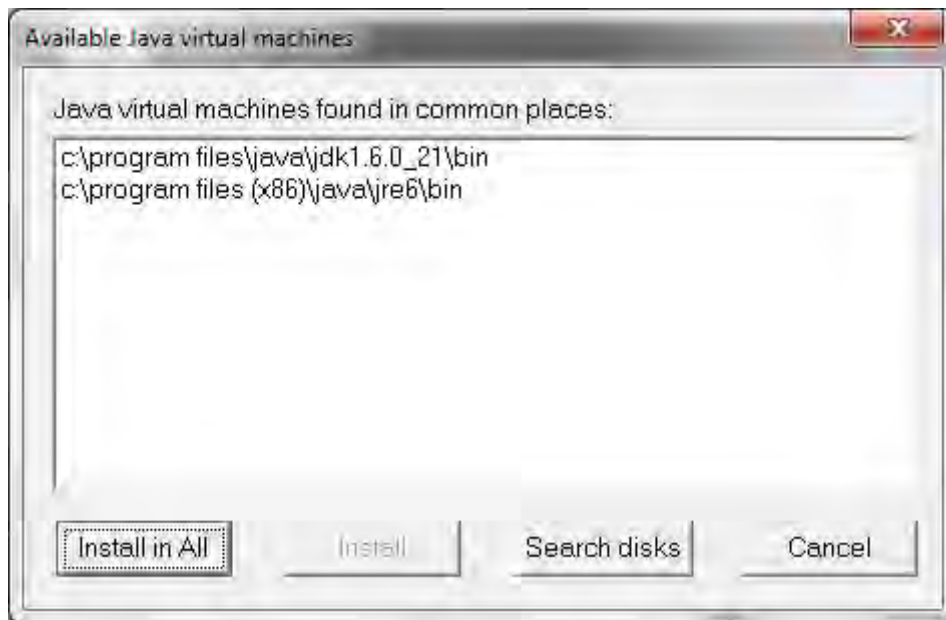 Available Java virtual machines
Java virtual machines found in common places:
c:\program files\java\jdk1.6.0_21\bin
c:\program files (x86)\java\jre6\bin
Install in All
Install
Search disks
Cancel